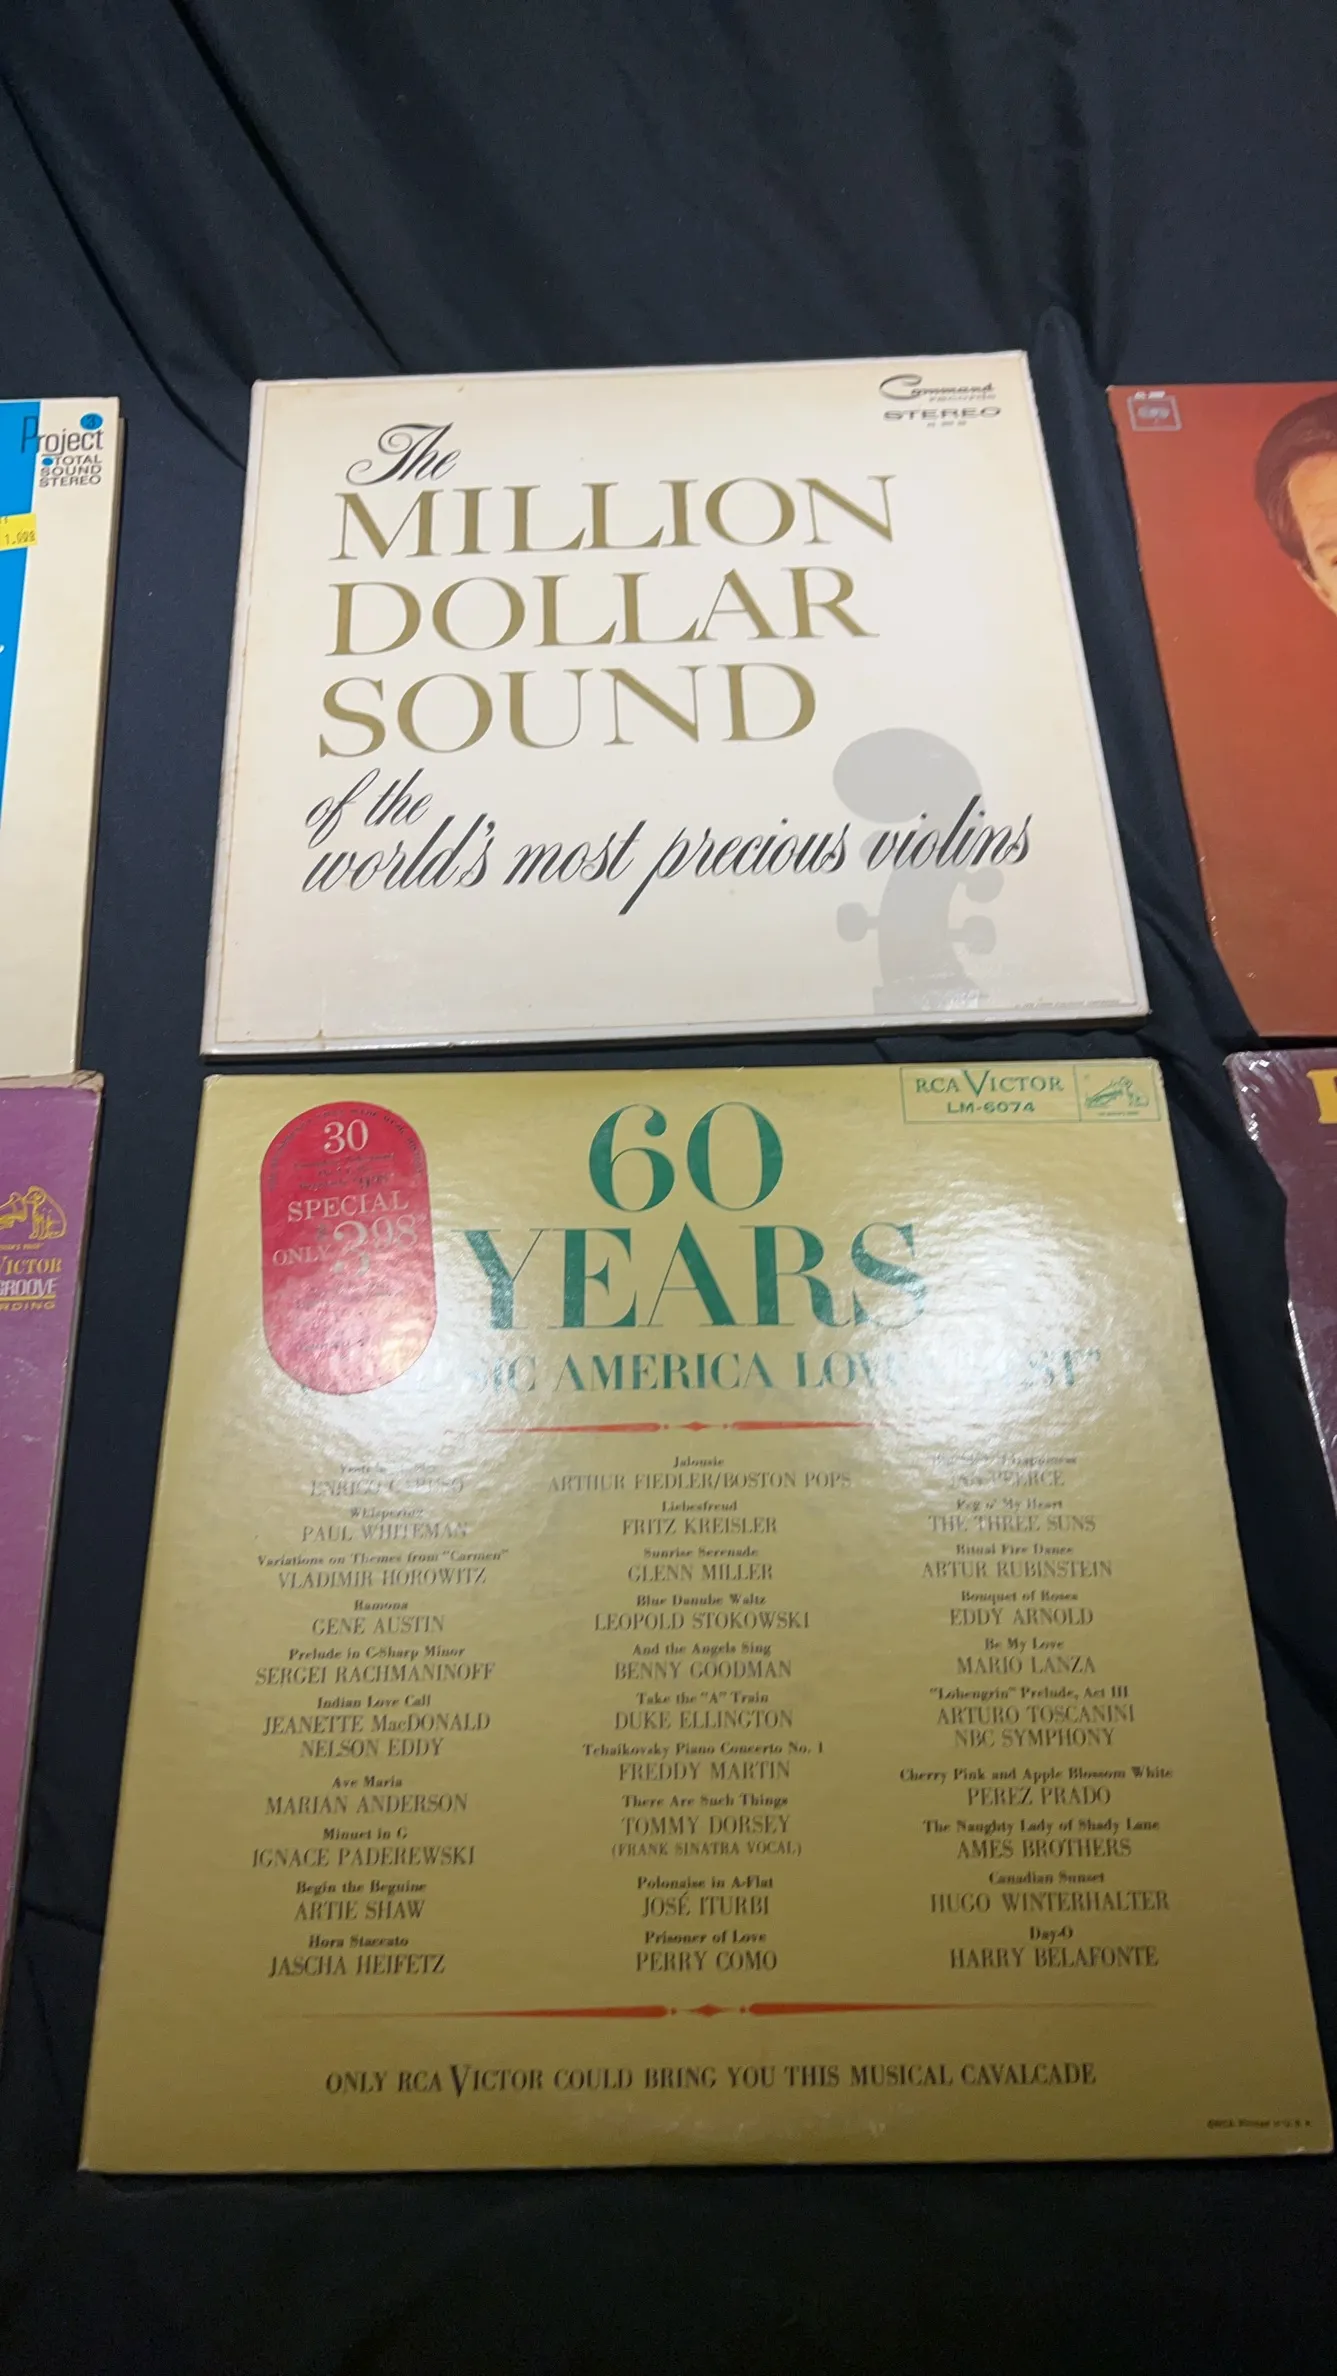 Project 3
TOTAL
SOUND
STEREO
Command
RECORDS
STEREO
The
MILLION
DOLLAR
SOUND
of the
world's most precious violins
VICTOR
GROOVE
RDING
RCA VICTOR
LM-6074
30
SPECIAL
ONLY $3.98
60
YEARS
AMERICA
ENRICO CARUSO
Whispering
PAUL WHITEMAN
Variations on Themes from "Carmen"
VLADIMIR HOROWITZ
Ramona
GENE AUSTIN
Prelude in C-Sharp Minor
SERGEI RACHMANINOFF
Indian Love Call
JEANETTE MacDONALD
NELSON EDDY
Ave Maria
MARIAN ANDERSON
Minuet in G
IGNACE PADEREWSKI
Begin the Beguine
ARTIE SHAW
Hora Staccato
JASCHA HEIFETZ
Jalousie
ARTHUR FIEDLER/BOSTON POPS
Liebesfreud
FRITZ KREISLER
Sunrise Serenade
GLENN MILLER
Blue Danube Waltz
LEOPOLD STOKOWSKI
And the Angels Sing
BENNY GOODMAN
Take the "A" Train
DUKE ELLINGTON
Tchaikovsky Piano Concerto No. 1
FREDDY MARTIN
There Are Such Things
TOMMY DORSEY
(FRANK SINATRA VOCAL)
Polonaise in A-Flat
JOSÉ ITURBI
Prisoner of Love
PERRY COMO
JAN PEERCE
Peg o' My Heart
THE THREE SUNS
Ritual Fire Dance
ARTUR RUBINSTEIN
Bouquet of Roses
EDDY ARNOLD
Be My Love
MARIO LANZA
"Lohengrin" Prelude, Act III
ARTURO TOSCANINI
NBC SYMPHONY
Cherry Pink and Apple Blossom White
PEREZ PRADO
The Naughty Lady of Shady Lane
AMES BROTHERS
Canadian Sunset
HUGO WINTERHALTER
Day-O
HARRY BELAFONTE
ONLY RCA VICTOR COULD BRING YOU THIS MUSICAL CAVALCADE